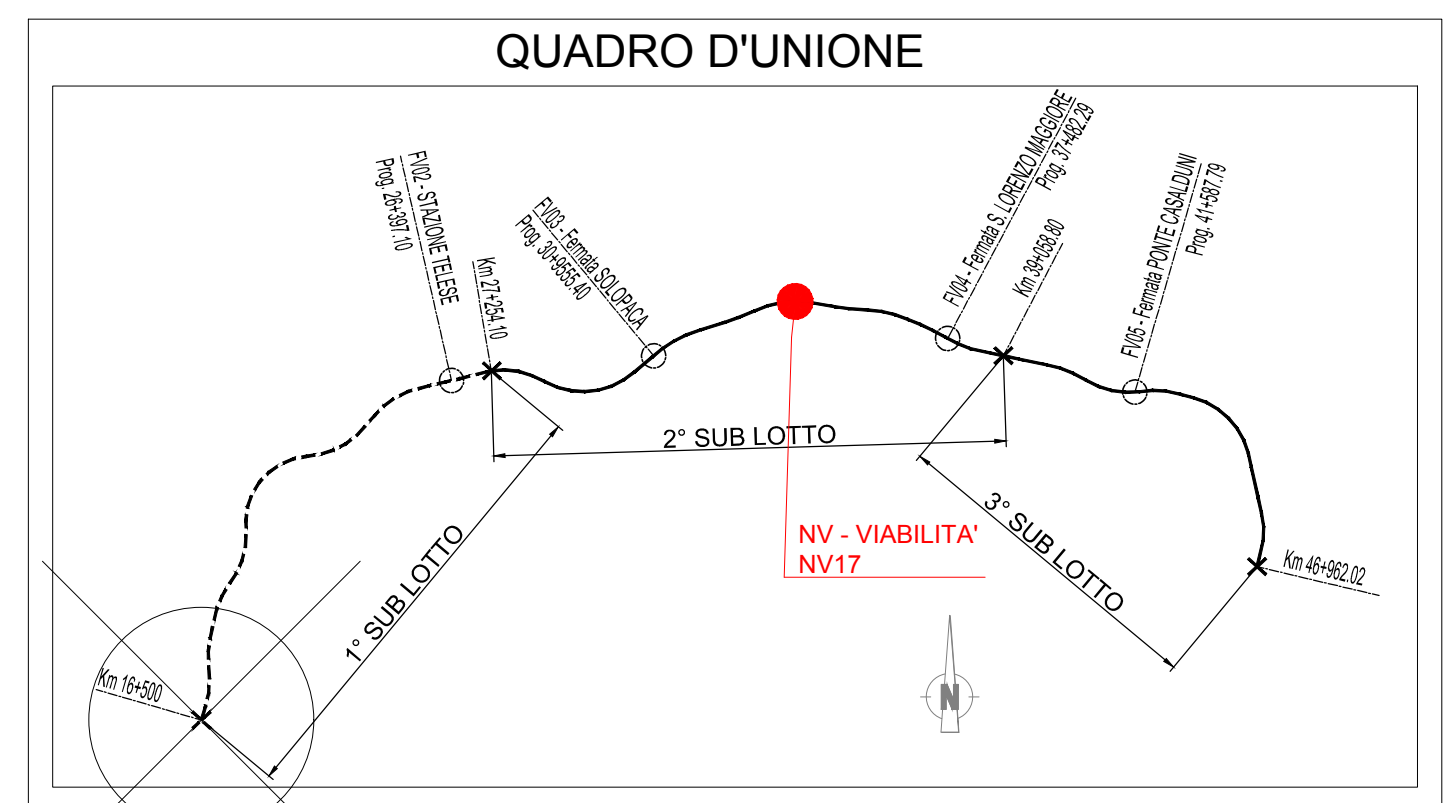 QUADRO D'UNIONE
FV02 - STAZIONE TELESE
Prog. 26+397.10
Km 27+254.10
FV03 - Fermata SOLOPACA
Prog. 30+9555.40
FV04 - Fermata S. LORENZO MAGGIORE
Prog. 37+482.29
Km 39+058.80
FV05 - Fermata PONTE CASALDUNI
Prog. 41+587.79
2° SUB LOTTO
1° SUB LOTTO
3° SUB LOTTO
NV - VIABILITA'
NV17
Km 46+962.02
Km 16+500
N